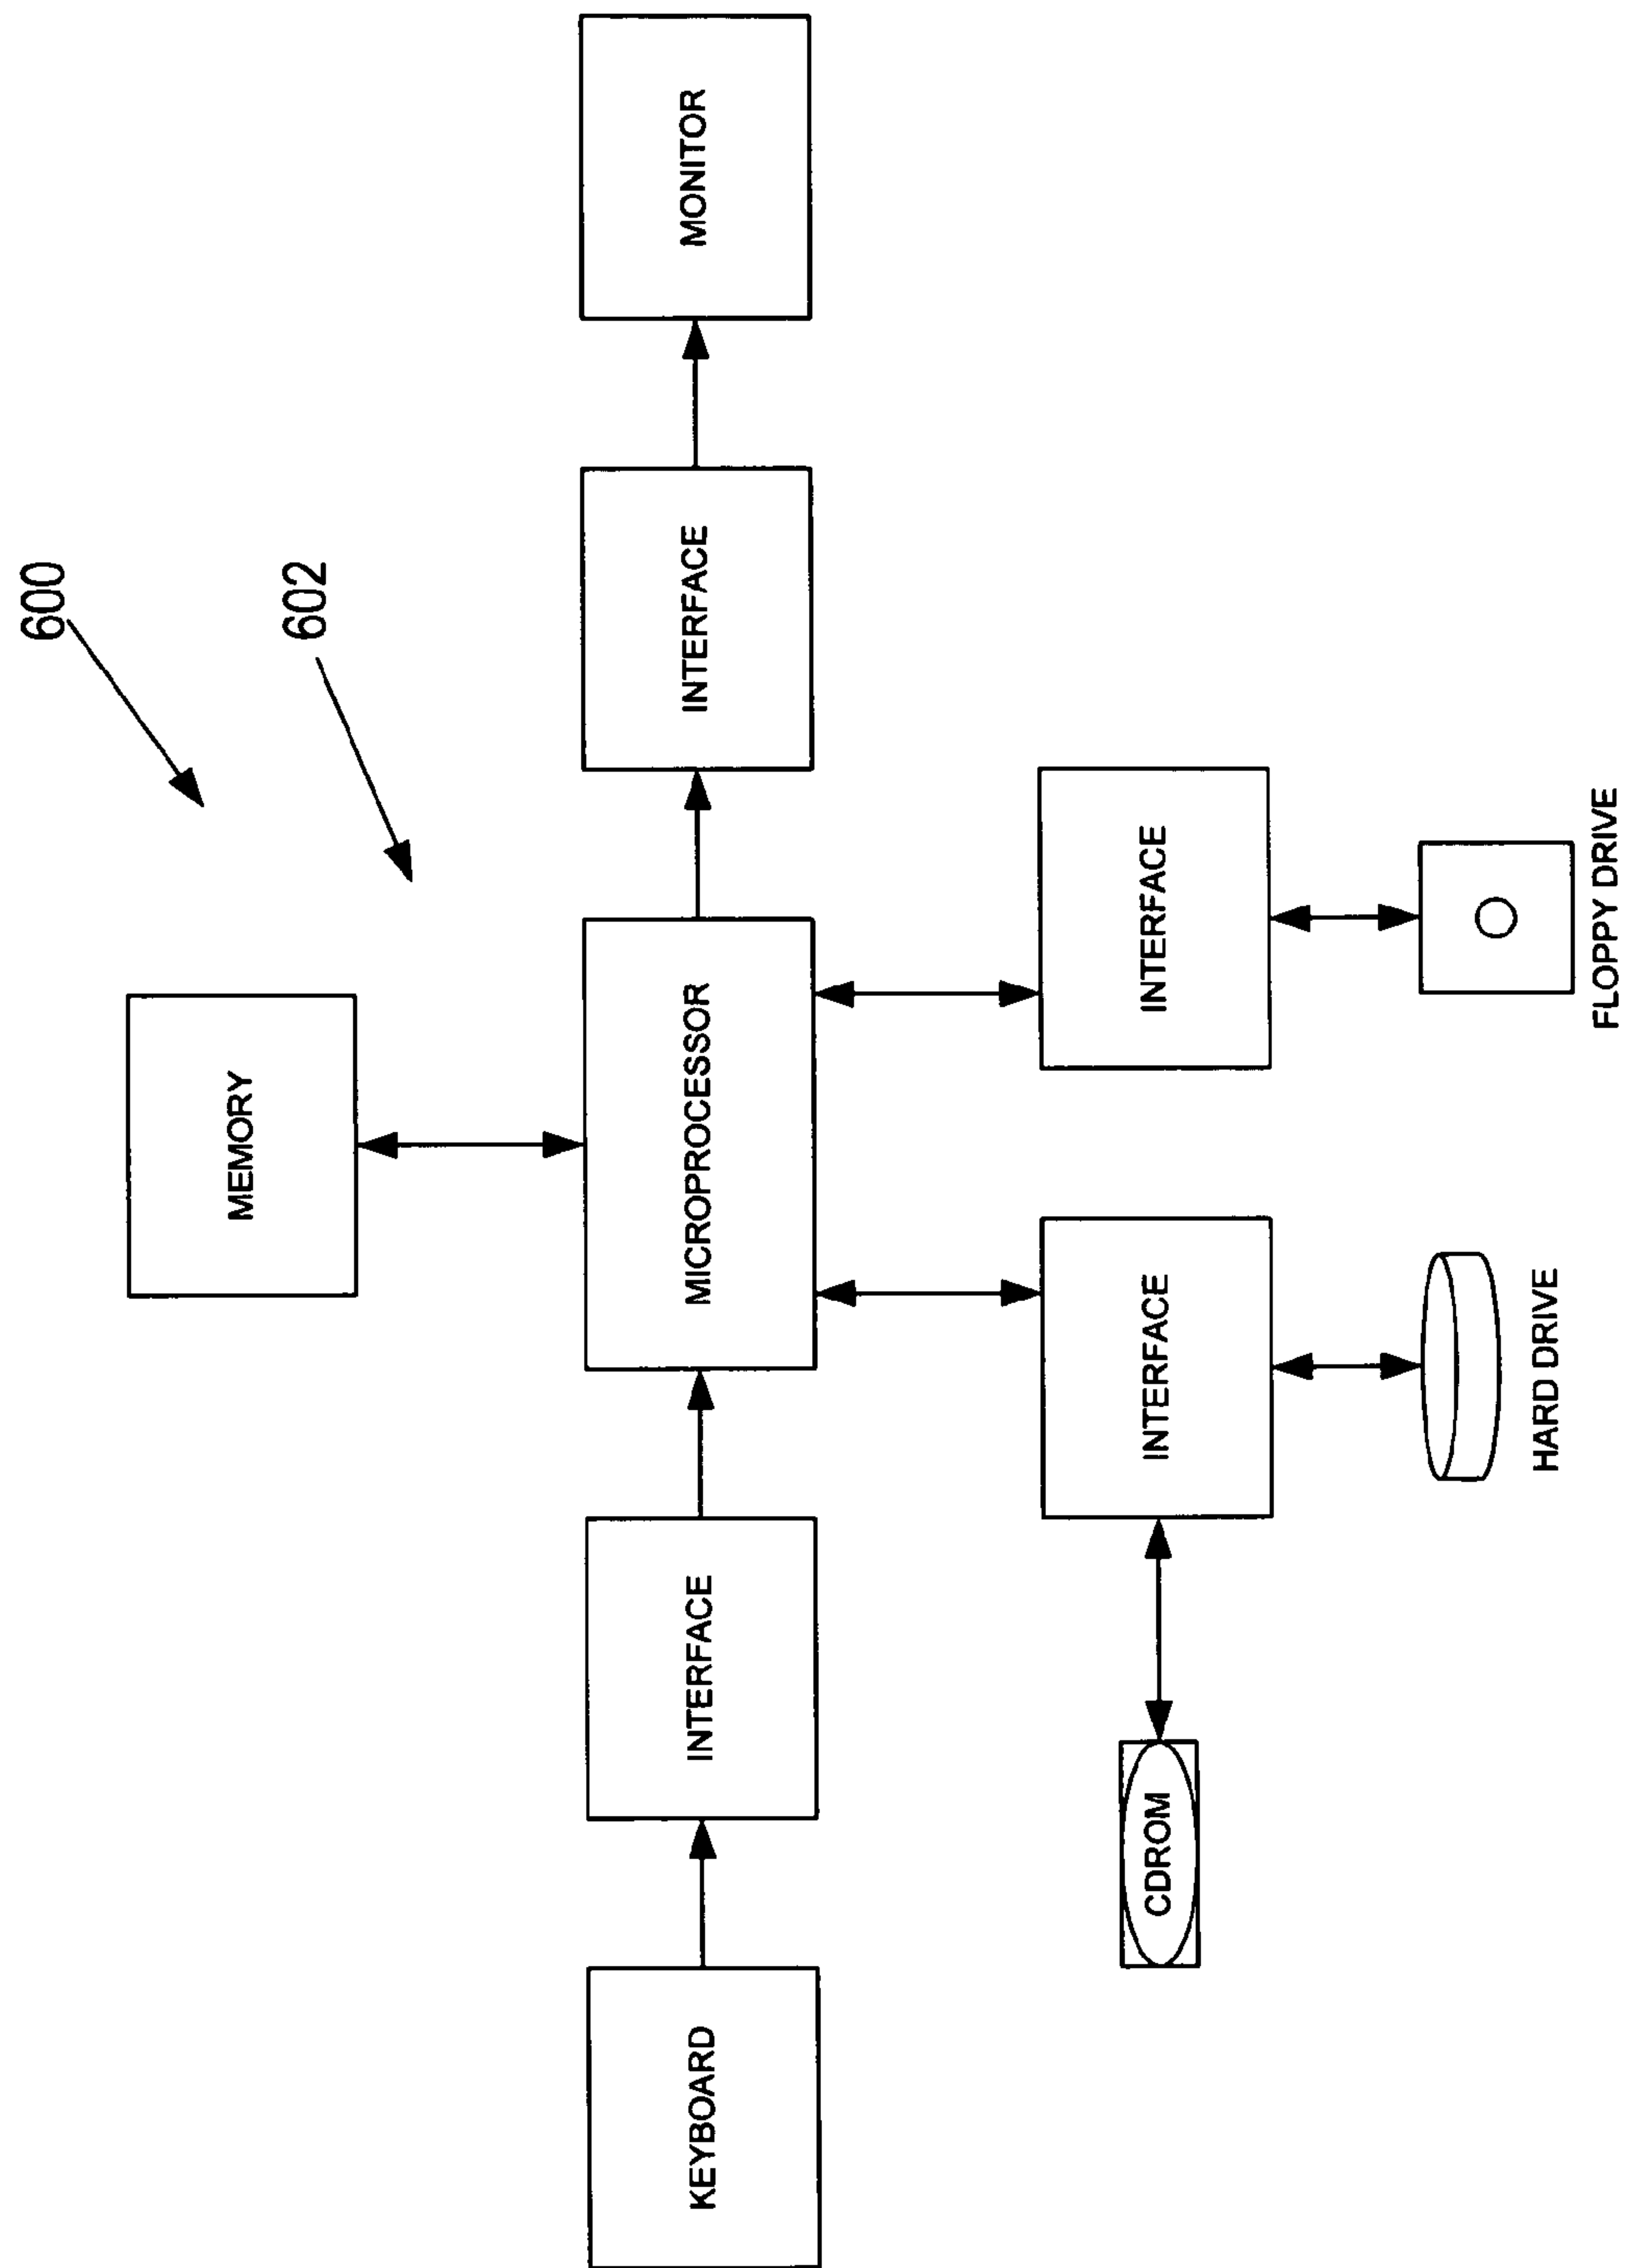 600
602
MEMORY
KEYBOARD
INTERFACE
MICROPROCESSOR
INTERFACE
MONITOR
CDROM
INTERFACE
INTERFACE
HARD DRIVE
FLOPPY DRIVE